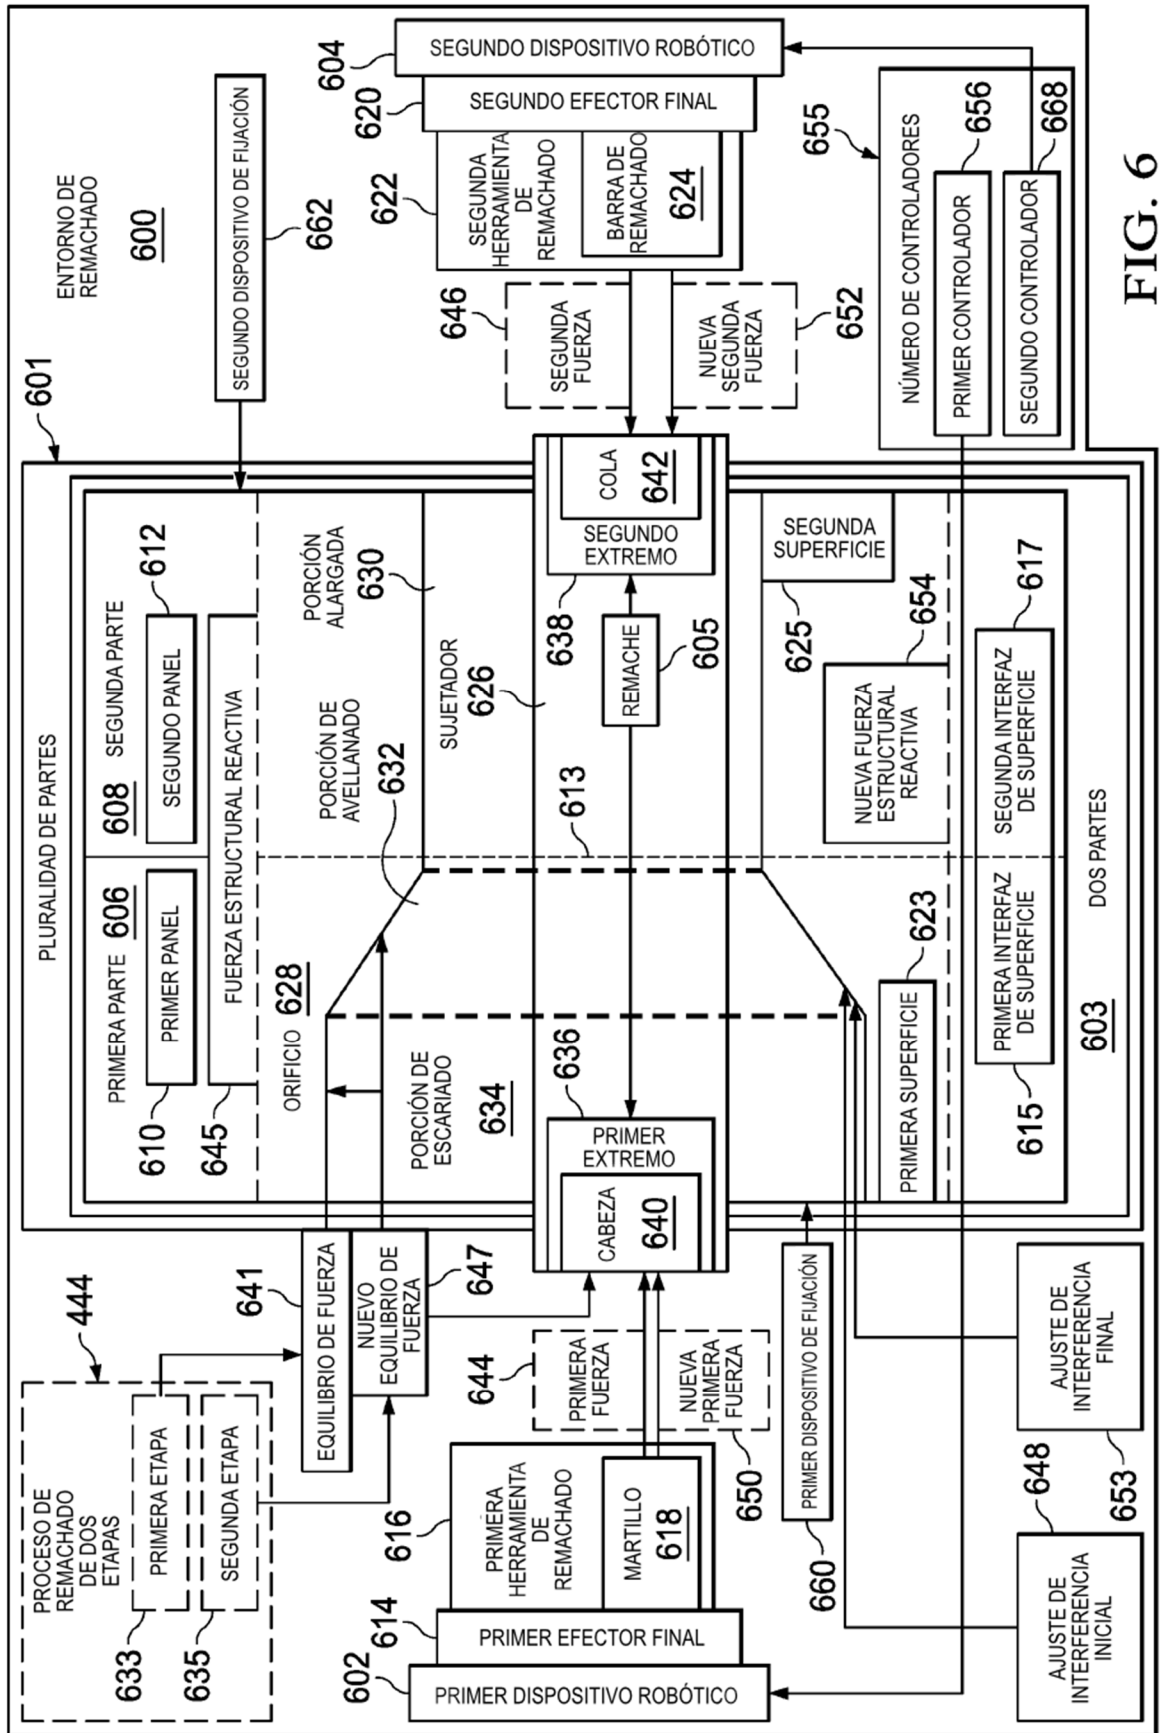 ENTORNO DE
REMACHADO
600
SEGUNDO DISPOSITIVO DE FIJACIÓN
662
604
SEGUNDO DISPOSITIVO ROBÓTICO
620
SEGUNDO EFECTOR FINAL
622
SEGUNDA
HERRAMIENTA
DE
REMACHADO
BARRA DE
REMACHADO
624
646
SEGUNDA
FUERZA
NUEVA
SEGUNDA
FUERZA
652
655
NÚMERO DE CONTROLADORES
PRIMER CONTROLADOR
656
SEGUNDO CONTROLADOR
668
601
PLURALIDAD DE PARTES
SEGUNDA PARTE
608
612
SEGUNDO PANEL
PRIMERA PARTE
606
PRIMER PANEL
610
FUERZA ESTRUCTURAL REACTIVA
645
ORIFICIO
628
PORCIÓN
ALARGADA
630
PORCIÓN DE
AVELLANADO
632
SUJETADOR
626
PORCIÓN DE
ESCARIADO
634
COLA
642
SEGUNDO
EXTREMO
638
REMACHE
605
613
636
PRIMER
EXTREMO
CABEZA
640
SEGUNDA
SUPERFICIE
625
654
NUEVA FUERZA
ESTRUCTURAL
REACTIVA
623
PRIMERA SUPERFICIE
617
SEGUNDA INTERFAZ
DE SUPERFICIE
PRIMERA INTERFAZ
DE SUPERFICIE
615
DOS PARTES
603
444
PROCESO DE
REMACHADO
DE DOS
ETAPAS
PRIMERA ETAPA
633
SEGUNDA ETAPA
635
641
EQUILIBRIO DE FUERZA
NUEVO
EQUILIBRIO DE
FUERZA
647
644
PRIMERA
FUERZA
NUEVA
PRIMERA
FUERZA
650
616
PRIMERA
HERRAMIENTA
DE
REMACHADO
MARTILLO
618
614
PRIMER EFECTOR FINAL
602
PRIMER DISPOSITIVO ROBÓTICO
PRIMER DISPOSITIVO DE FIJACIÓN
660
AJUSTE DE
INTERFERENCIA
FINAL
653
648
AJUSTE DE
INTERFERENCIA
INICIAL
FIG. 6